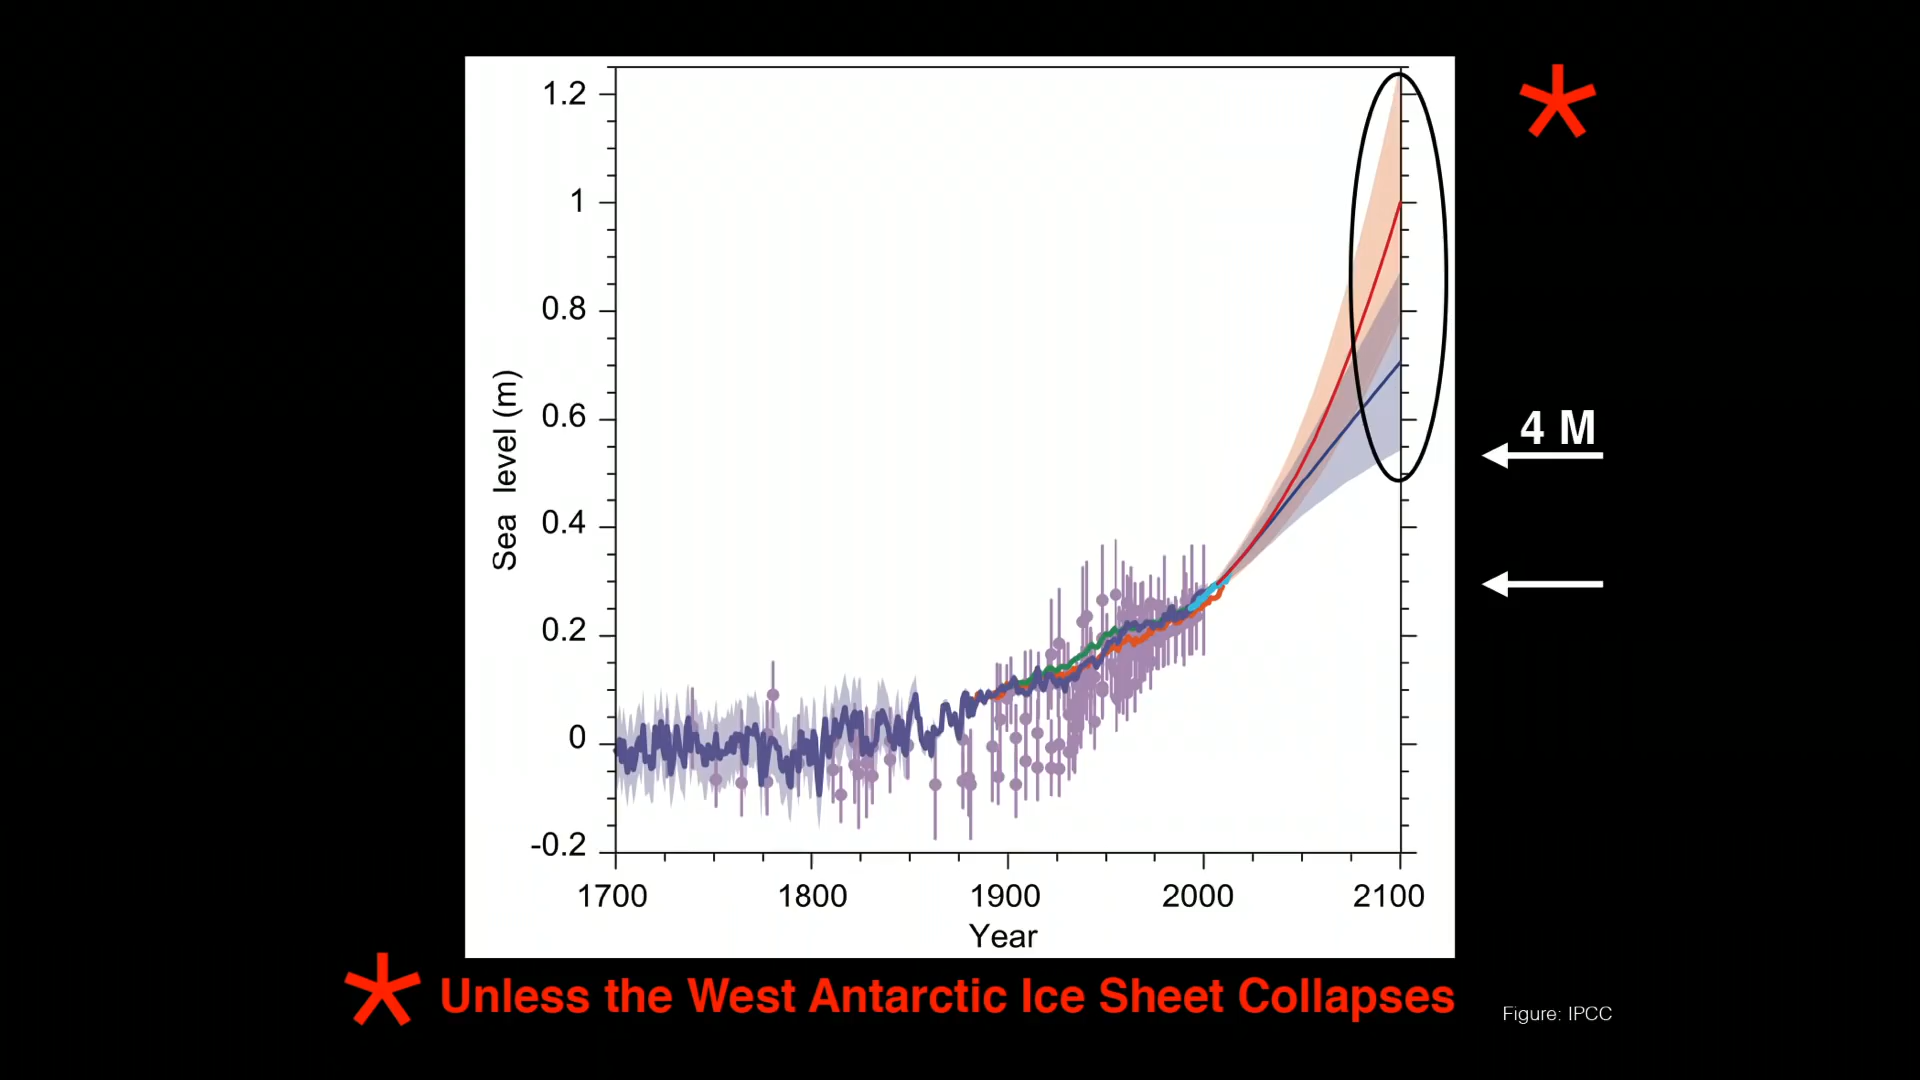 1.2
1
0.8
0.6
0.4
0.2
0
-0.2
Sea level (m)
1700 1800 1900 2000 2100
Year
4 M
* Unless the West Antarctic Ice Sheet Collapses
Figure: IPCC
*